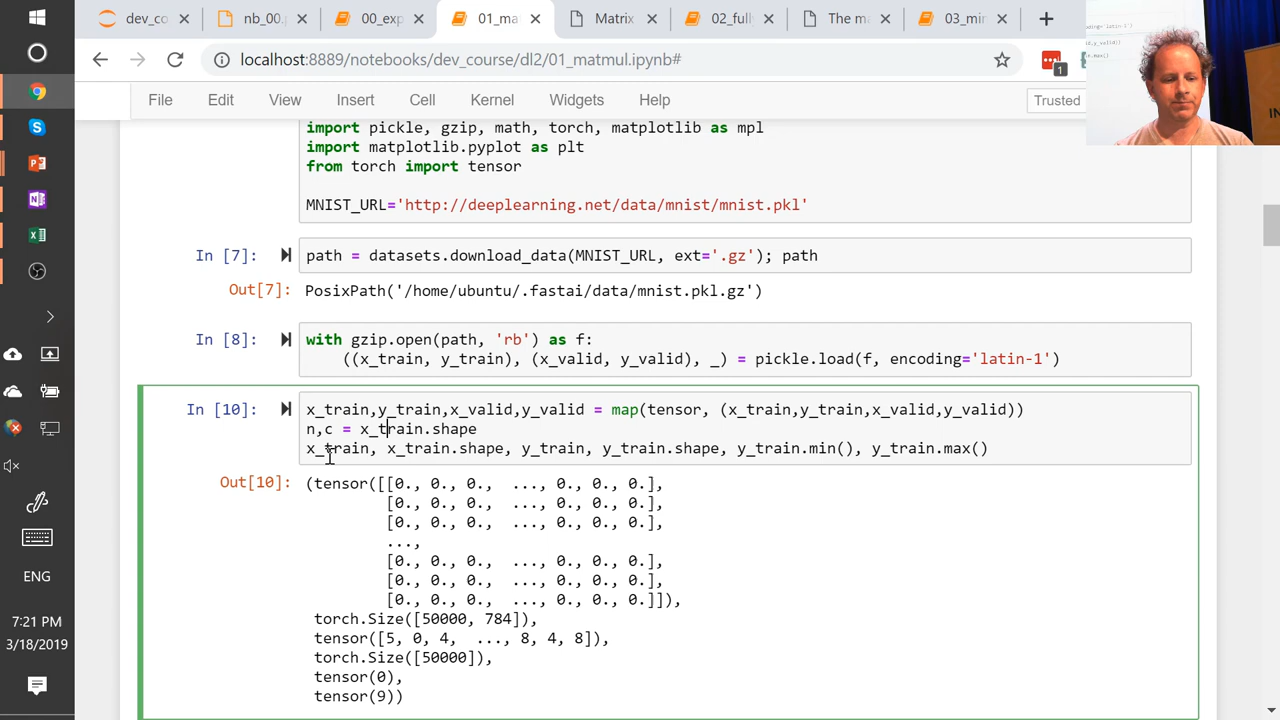 dev_co
nb_00.
00_exp
01_mat
Matrix
02_fully
The ma
03_min
localhost:8889/notebooks/dev_course/dl2/01_matmul.ipynb#
1
File Edit View Insert Cell Kernel Widgets Help
Trusted
import pickle, gzip, math, torch, matplotlib as mpl
import matplotlib.pyplot as plt
from torch import tensor
MNIST_URL='http://deeplearning.net/data/mnist/mnist.pkl'
In [7]: path = datasets.download_data(MNIST_URL, ext='.gz'); path
Out[7]: PosixPath('/home/ubuntu/.fastai/data/mnist.pkl.gz')
In [8]: with gzip.open(path, 'rb') as f:
((x_train, y_train), (x_valid, y_valid), _) = pickle.load(f, encoding='latin-1')
In [10]: x_train,y_train,x_valid,y_valid = map(tensor, (x_train,y_train,x_valid,y_valid))
n,c = x_train.shape
x_train, x_train.shape, y_train, y_train.shape, y_train.min(), y_train.max()
Out[10]: (tensor([[0., 0., 0., ..., 0., 0., 0.],
[0., 0., 0., ..., 0., 0., 0.],
[0., 0., 0., ..., 0., 0., 0.],
...,
[0., 0., 0., ..., 0., 0., 0.],
[0., 0., 0., ..., 0., 0., 0.],
[0., 0., 0., ..., 0., 0., 0.]]),
torch.Size([50000, 784]),
tensor([5, 0, 4, ..., 8, 4, 8]),
torch.Size([50000]),
tensor(0),
tensor(9))
ENG
7:21 PM
3/18/2019